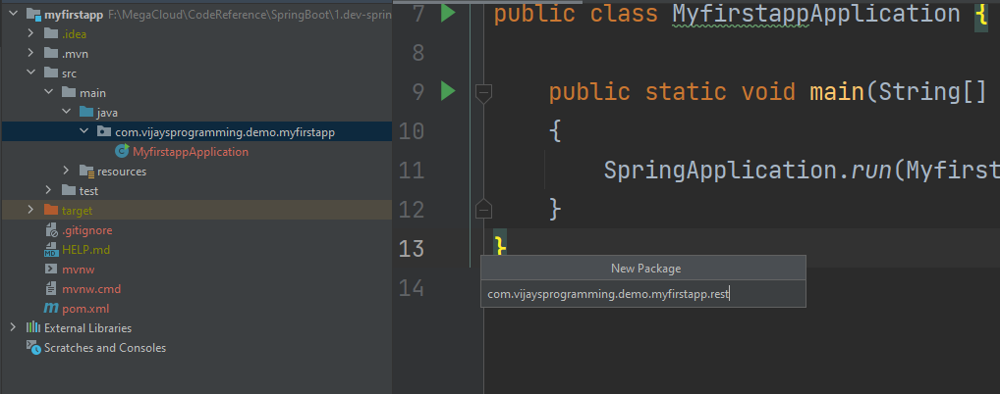 myfirstapp F:\MegaCloud\CodeReference\SpringBoot\1.dev-sprin
.idea
.mvn
src
main
java
com.vijaysprogramming.demo.myfirstapp
MyfirstappApplication
resources
test
target
.gitignore
HELP.md
mvnw
mvnw.cmd
pom.xml
External Libraries
Scratches and Consoles
7 public class MyfirstappApplication {
8
9 public static void main(String[]
10 {
11 SpringApplication.run(Myfirst
12 }
13 }
14
New Package
com.vijaysprogramming.demo.myfirstapp.rest